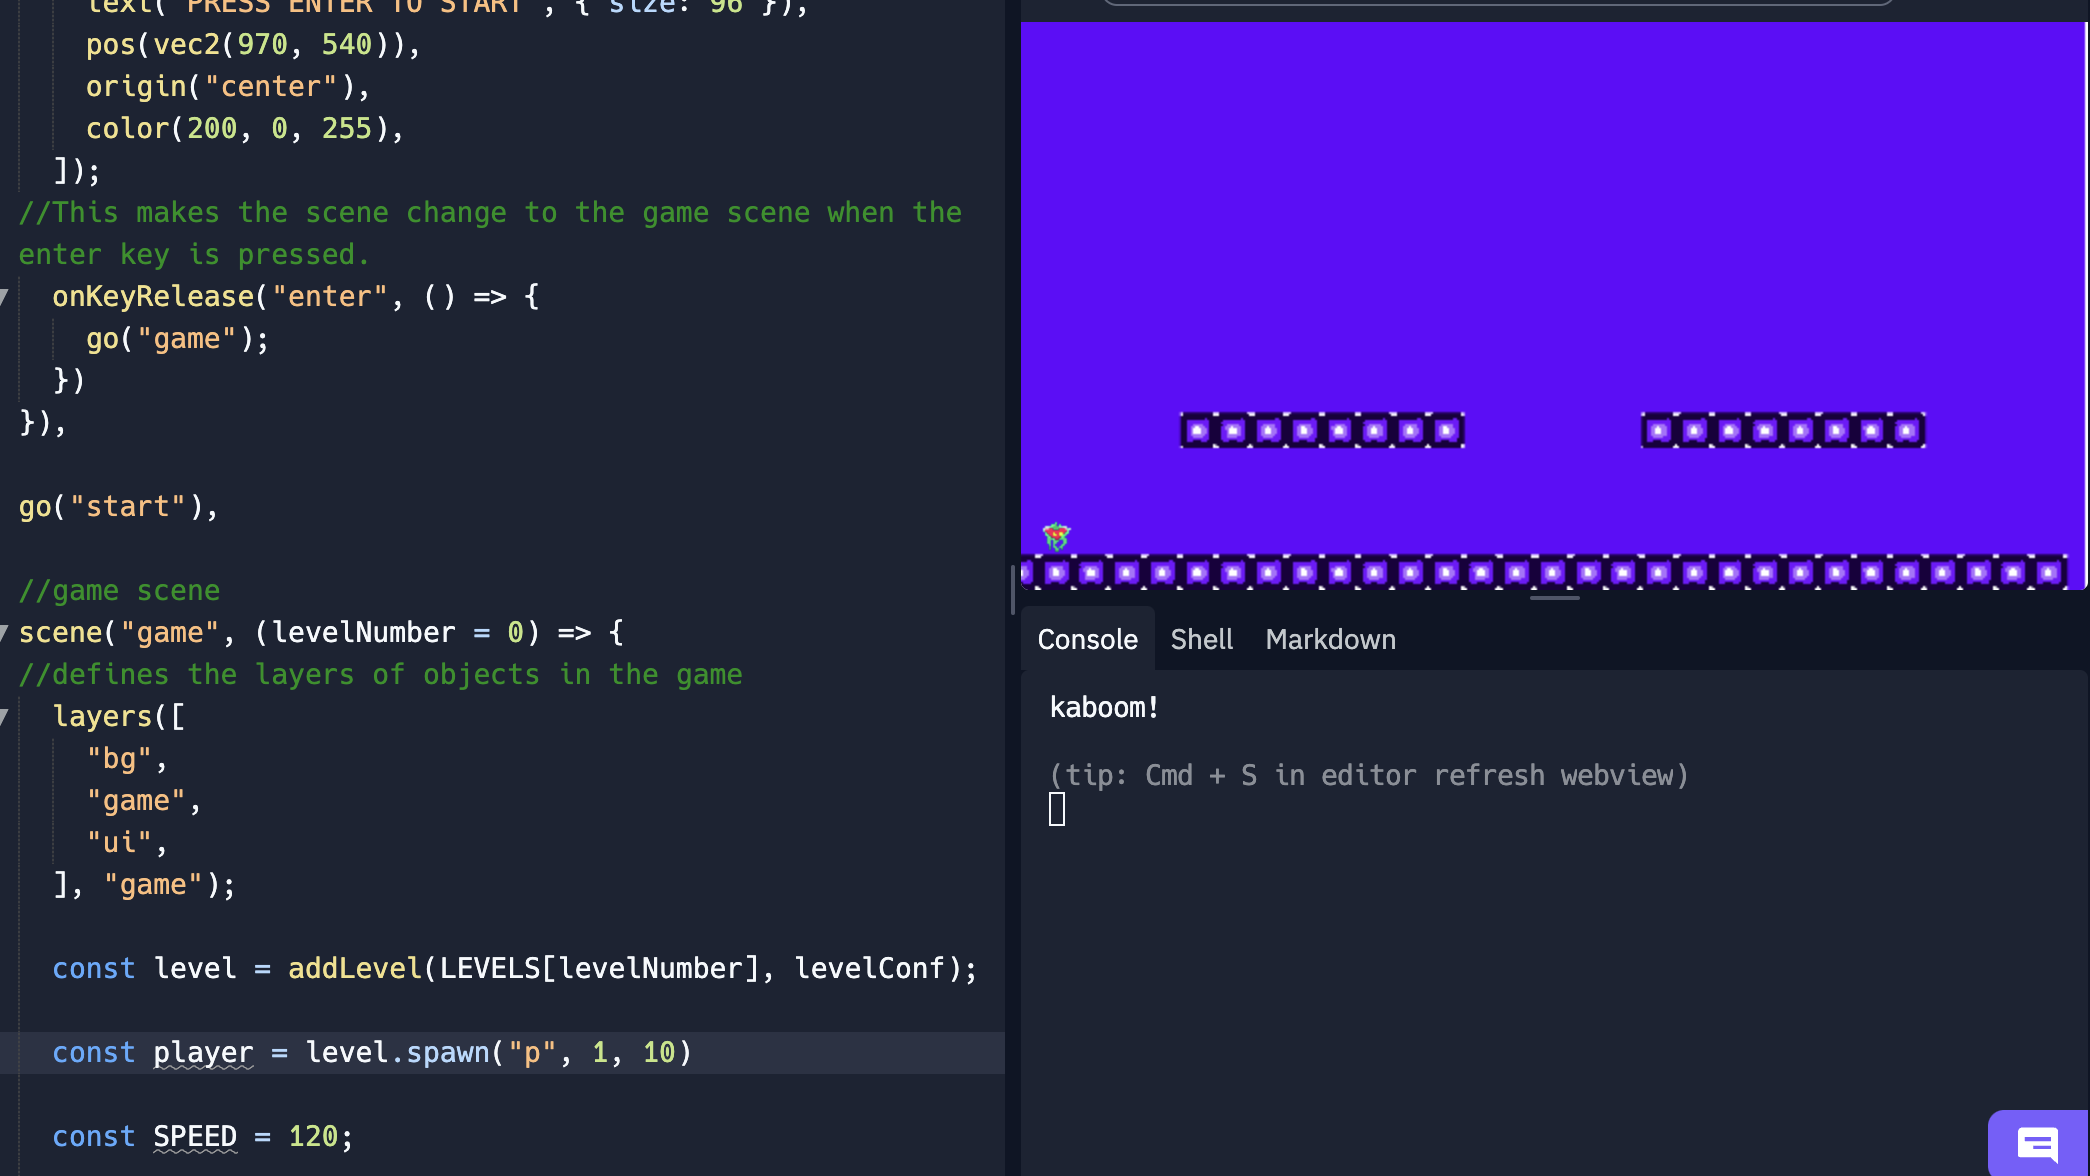 text("PRESS ENTER TO START", { size: 96 }),
pos(vec2(970, 540)),
origin("center"),
color(200, 0, 255),
]);
//This makes the scene change to the game scene when the
enter key is pressed.
onKeyRelease("enter", () => {
go("game");
})
}),
go("start"),
//game scene
scene("game", (levelNumber = 0) => {
//defines the layers of objects in the game
layers([
"bg",
"game",
"ui",
], "game");
const level = addLevel(LEVELS[levelNumber], levelConf);
const player = level.spawn("p", 1, 10)
const SPEED = 120;
Console Shell Markdown
kaboom!
(tip: Cmd + S in editor refresh webview)